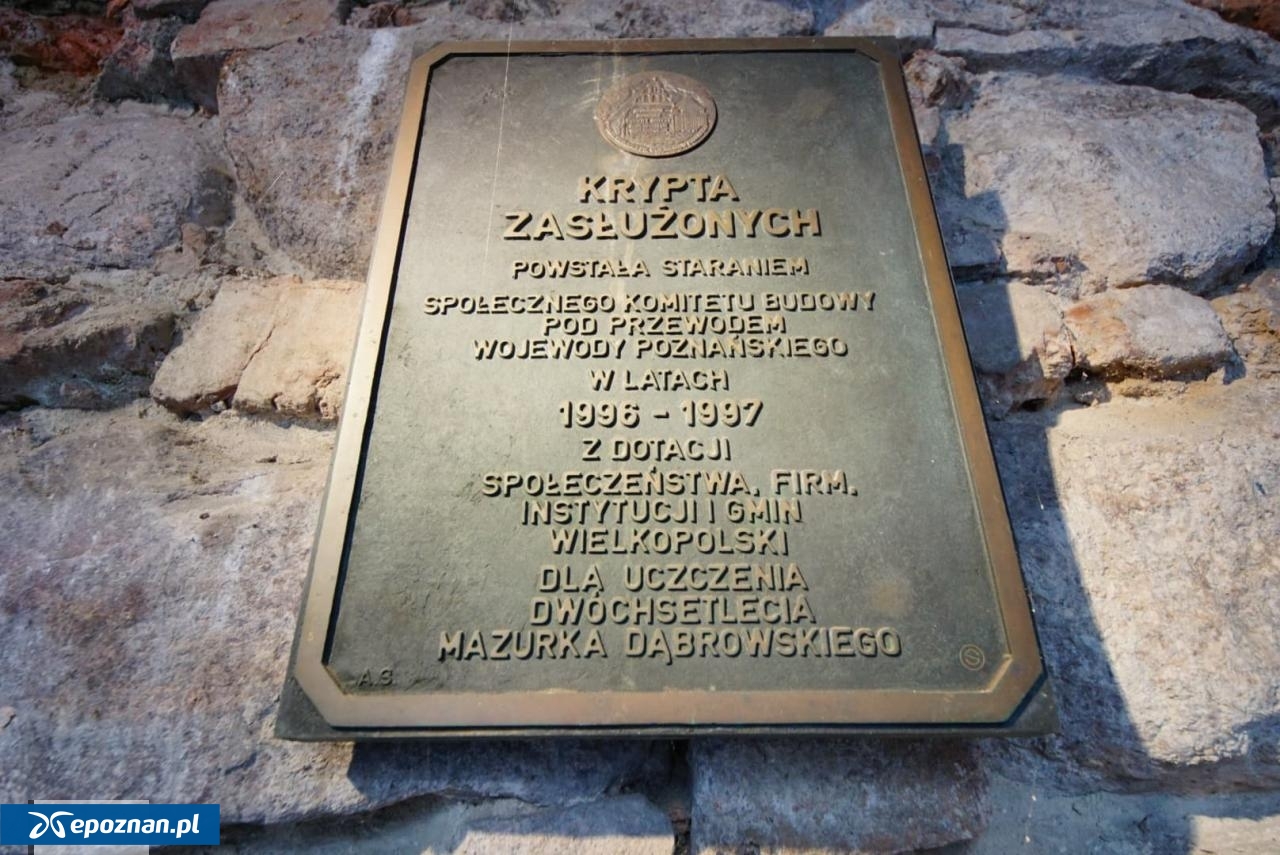 KRYPTA
ZASŁUŻONYCH
POWSTAŁA STARANIEM
SPOŁECZNEGO KOMITETU BUDOWY
POD PRZEWODEM
WOJEWODY POZNAŃSKIEGO
W LATACH
1996 - 1997
Z DOTACJI
SPOŁECZEŃSTWA, FIRM,
INSTYTUCJI I GMIN
WIELKOPOLSKI
DLA UCZCZENIA
DWÓCHSETLECIA
MAZURKA DĄBROWSKIEGO
A.S.
S
epoznan.pl